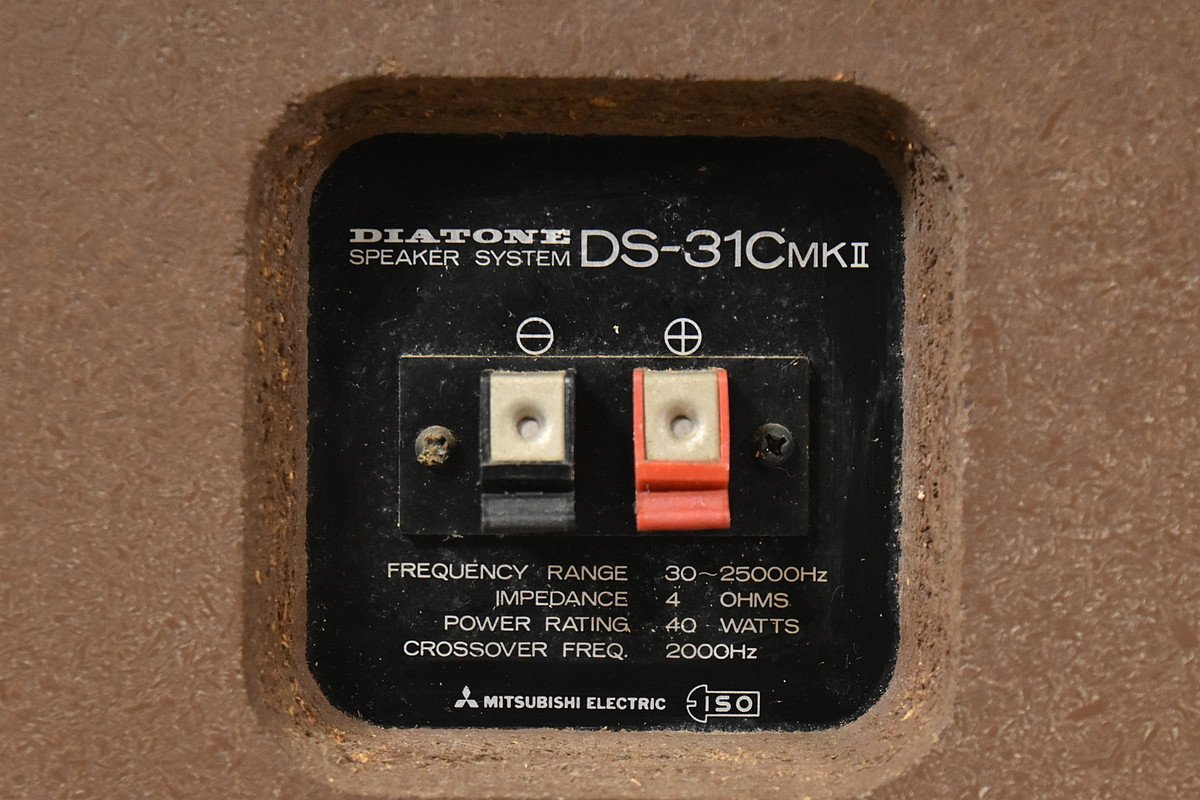 DIATONE
SPEAKER SYSTEM DS-31CMKII
⊖ ⊕
FREQUENCY RANGE 30~25000Hz
IMPEDANCE 4 OHMS
POWER RATING 40 WATTS
CROSSOVER FREQ. 2000Hz
MITSUBISHI ELECTRIC ISO